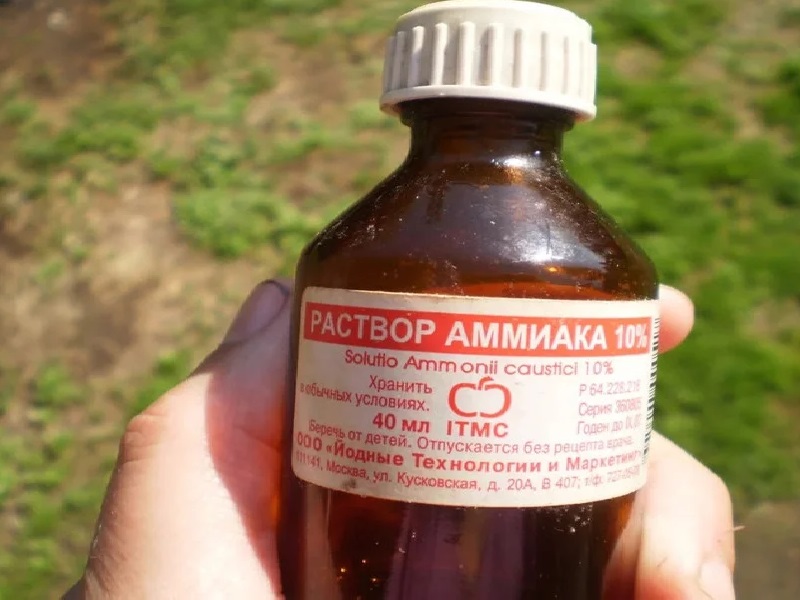 РАСТВОР АММИАКА 10%
Solutio Ammonii caustici 10%
Хранить
в обычных условиях.
40 мл ITMC
Р 64.228.216
Серия
Годен до
Беречь от детей. Отпускается без рецепта врача.
ООО «Йодные Технологии и Маркетинг»
Москва, ул. Кусковская, д. 20А, В 407; т/ф.